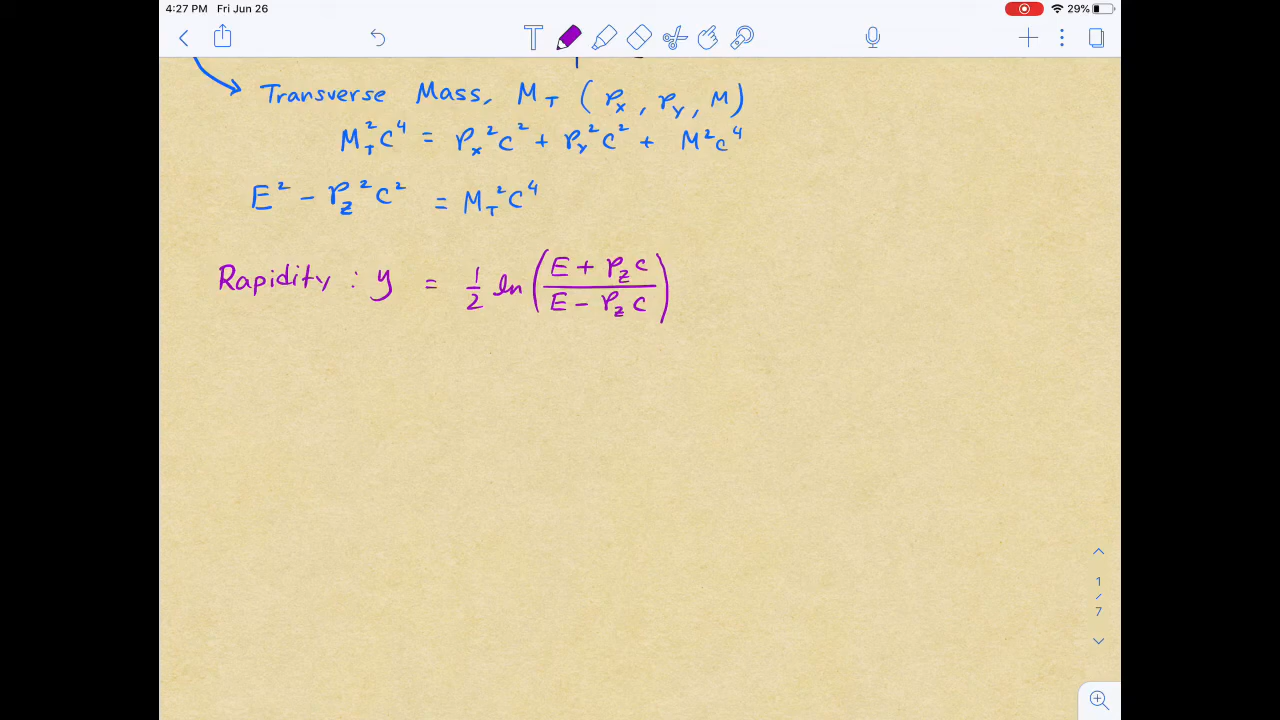 4:27 PM Fri Jun 26
29%
T
Transverse Mass, M_T (p_x, p_y, M)
M_T²c⁴ = p_x²c² + p_y²c² + M²c⁴
E² − p_z²c² = M_T²c⁴
Rapidity : y = 1/2 ln((E + p_z c)/(E − p_z c))
1
/
7